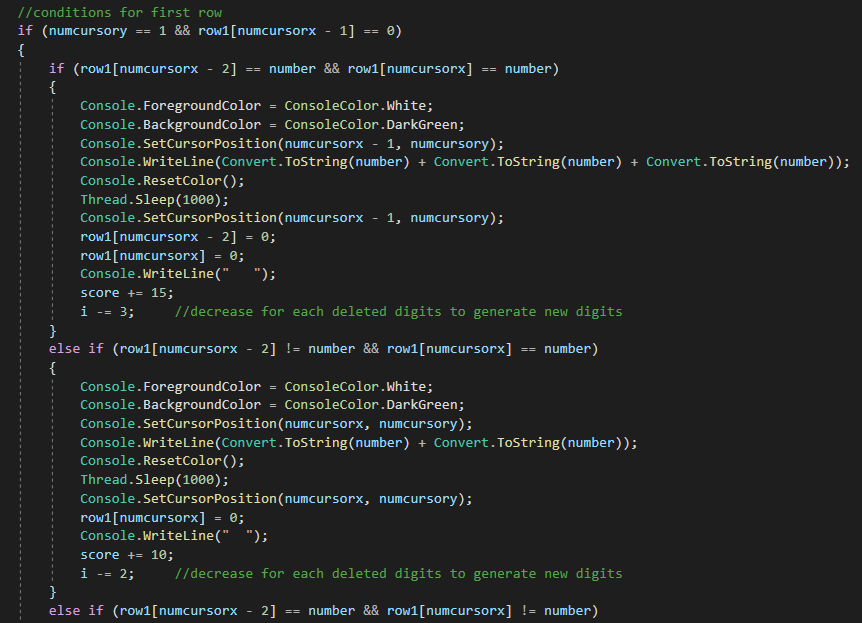 //conditions for first row
if (numcursory == 1 && row1[numcursorx - 1] == 0)
{
if (row1[numcursorx - 2] == number && row1[numcursorx] == number)
{
Console.ForegroundColor = ConsoleColor.White;
Console.BackgroundColor = ConsoleColor.DarkGreen;
Console.SetCursorPosition(numcursorx - 1, numcursory);
Console.WriteLine(Convert.ToString(number) + Convert.ToString(number) + Convert.ToString(number));
Console.ResetColor();
Thread.Sleep(1000);
Console.SetCursorPosition(numcursorx - 1, numcursory);
row1[numcursorx - 2] = 0;
row1[numcursorx] = 0;
Console.WriteLine("   ");
score += 15;
i -= 3;     //decrease for each deleted digits to generate new digits
}
else if (row1[numcursorx - 2] != number && row1[numcursorx] == number)
{
Console.ForegroundColor = ConsoleColor.White;
Console.BackgroundColor = ConsoleColor.DarkGreen;
Console.SetCursorPosition(numcursorx, numcursory);
Console.WriteLine(Convert.ToString(number) + Convert.ToString(number));
Console.ResetColor();
Thread.Sleep(1000);
Console.SetCursorPosition(numcursorx, numcursory);
row1[numcursorx] = 0;
Console.WriteLine("  ");
score += 10;
i -= 2;     //decrease for each deleted digits to generate new digits
}
else if (row1[numcursorx - 2] == number && row1[numcursorx] != number)